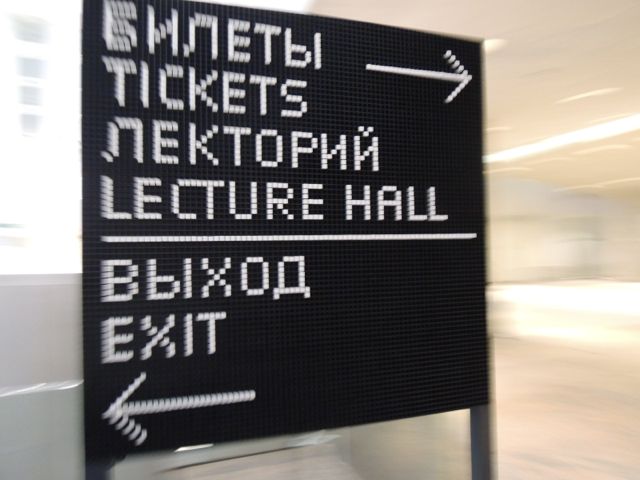 БИЛЕТЫ
TICKETS
ЛЕКТОРИЙ
LECTURE HALL
ВЫХОД
EXIT